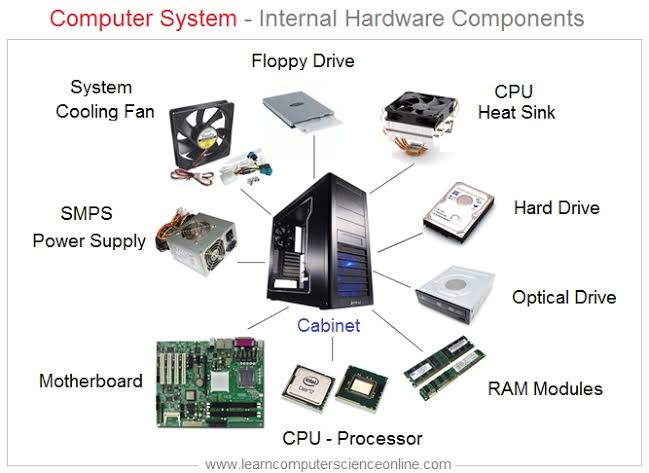 Computer System - Internal Hardware Components
Floppy Drive
System
Cooling Fan
CPU
Heat Sink
SMPS
Power Supply
Hard Drive
Optical Drive
Cabinet
Motherboard
RAM Modules
CPU - Processor
www.learncomputerscienceonline.com